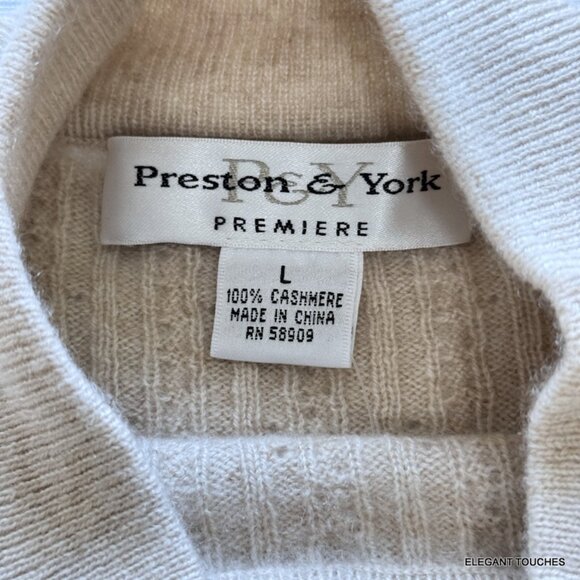 P&Y
Preston & York
PREMIERE
L
100% CASHMERE
MADE IN CHINA
RN 58909
ELEGANT TOUCHES